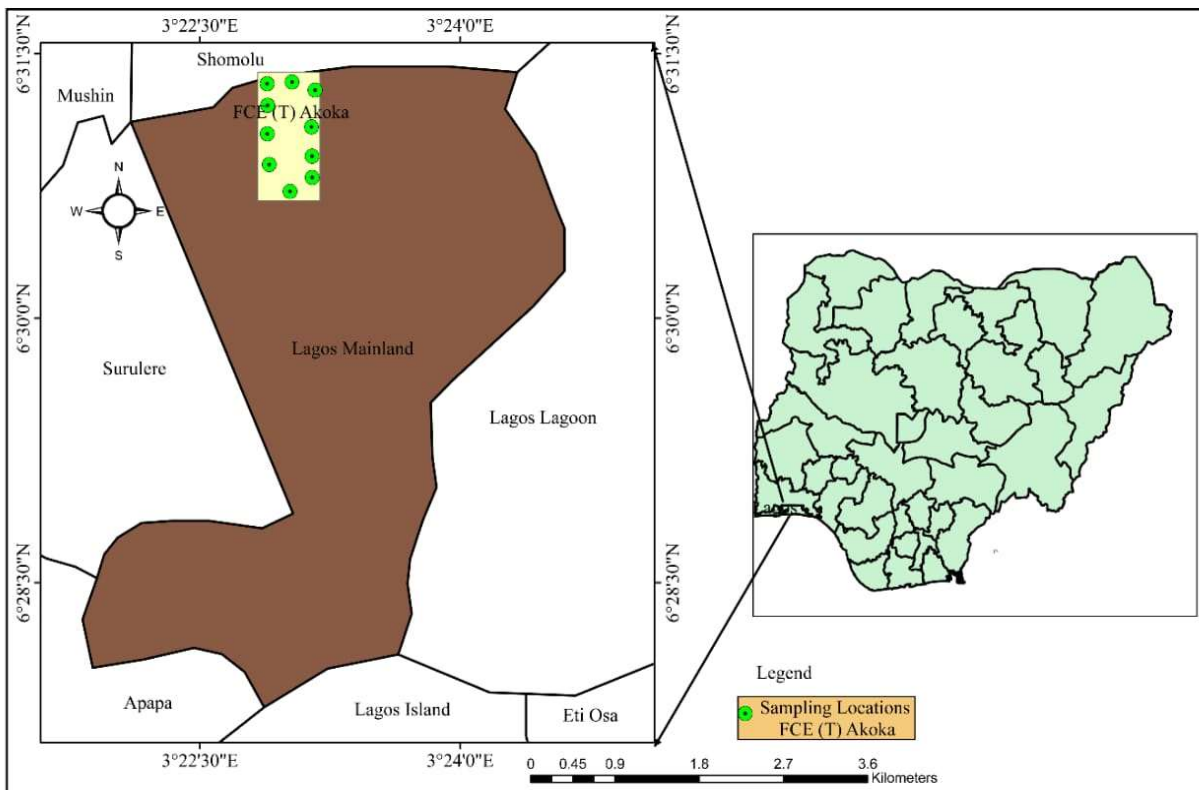 3°22'30"E
3°24'0"E
6°31'30"N
6°31'30"N
Shomolu
Mushin
FCE (T) Akoka
N
W
E
S
6°30'0"N
6°30'0"N
Lagos Mainland
Surulere
Lagos Lagoon
6°28'30"N
6°28'30"N
Apapa
Lagos Island
Eti Osa
3°22'30"E
3°24'0"E
Legend
Sampling Locations
FCE (T) Akoka
0 0.45 0.9 1.8 2.7 3.6
Kilometers